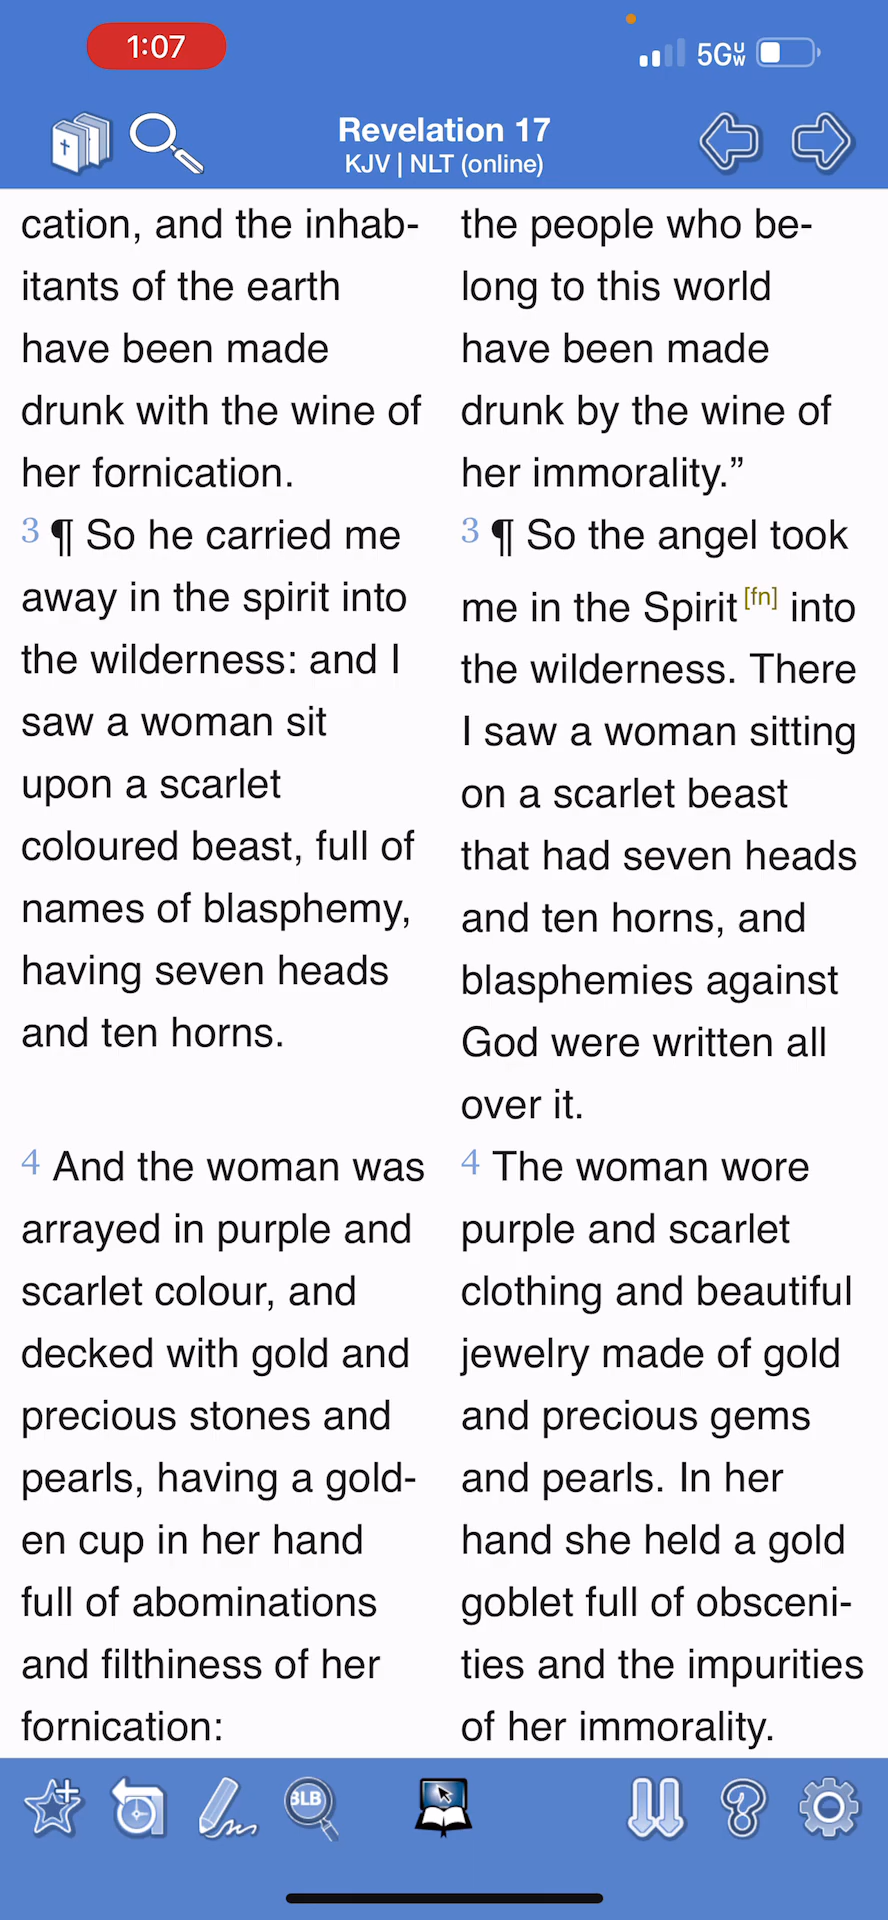 1:07
5GUW
Revelation 17
KJV | NLT (online)
cation, and the inhab-
itants of the earth
have been made
drunk with the wine of
her fornication.
3 ¶ So he carried me
away in the spirit into
the wilderness: and I
saw a woman sit
upon a scarlet
coloured beast, full of
names of blasphemy,
having seven heads
and ten horns.
4 And the woman was
arrayed in purple and
scarlet colour, and
decked with gold and
precious stones and
pearls, having a gold-
en cup in her hand
full of abominations
and filthiness of her
fornication:
the people who be-
long to this world
have been made
drunk by the wine of
her immorality.”
3 ¶ So the angel took
me in the Spirit [fn] into
the wilderness. There
I saw a woman sitting
on a scarlet beast
that had seven heads
and ten horns, and
blasphemies against
God were written all
over it.
4 The woman wore
purple and scarlet
clothing and beautiful
jewelry made of gold
and precious gems
and pearls. In her
hand she held a gold
goblet full of obsceni-
ties and the impurities
of her immorality.
BLB